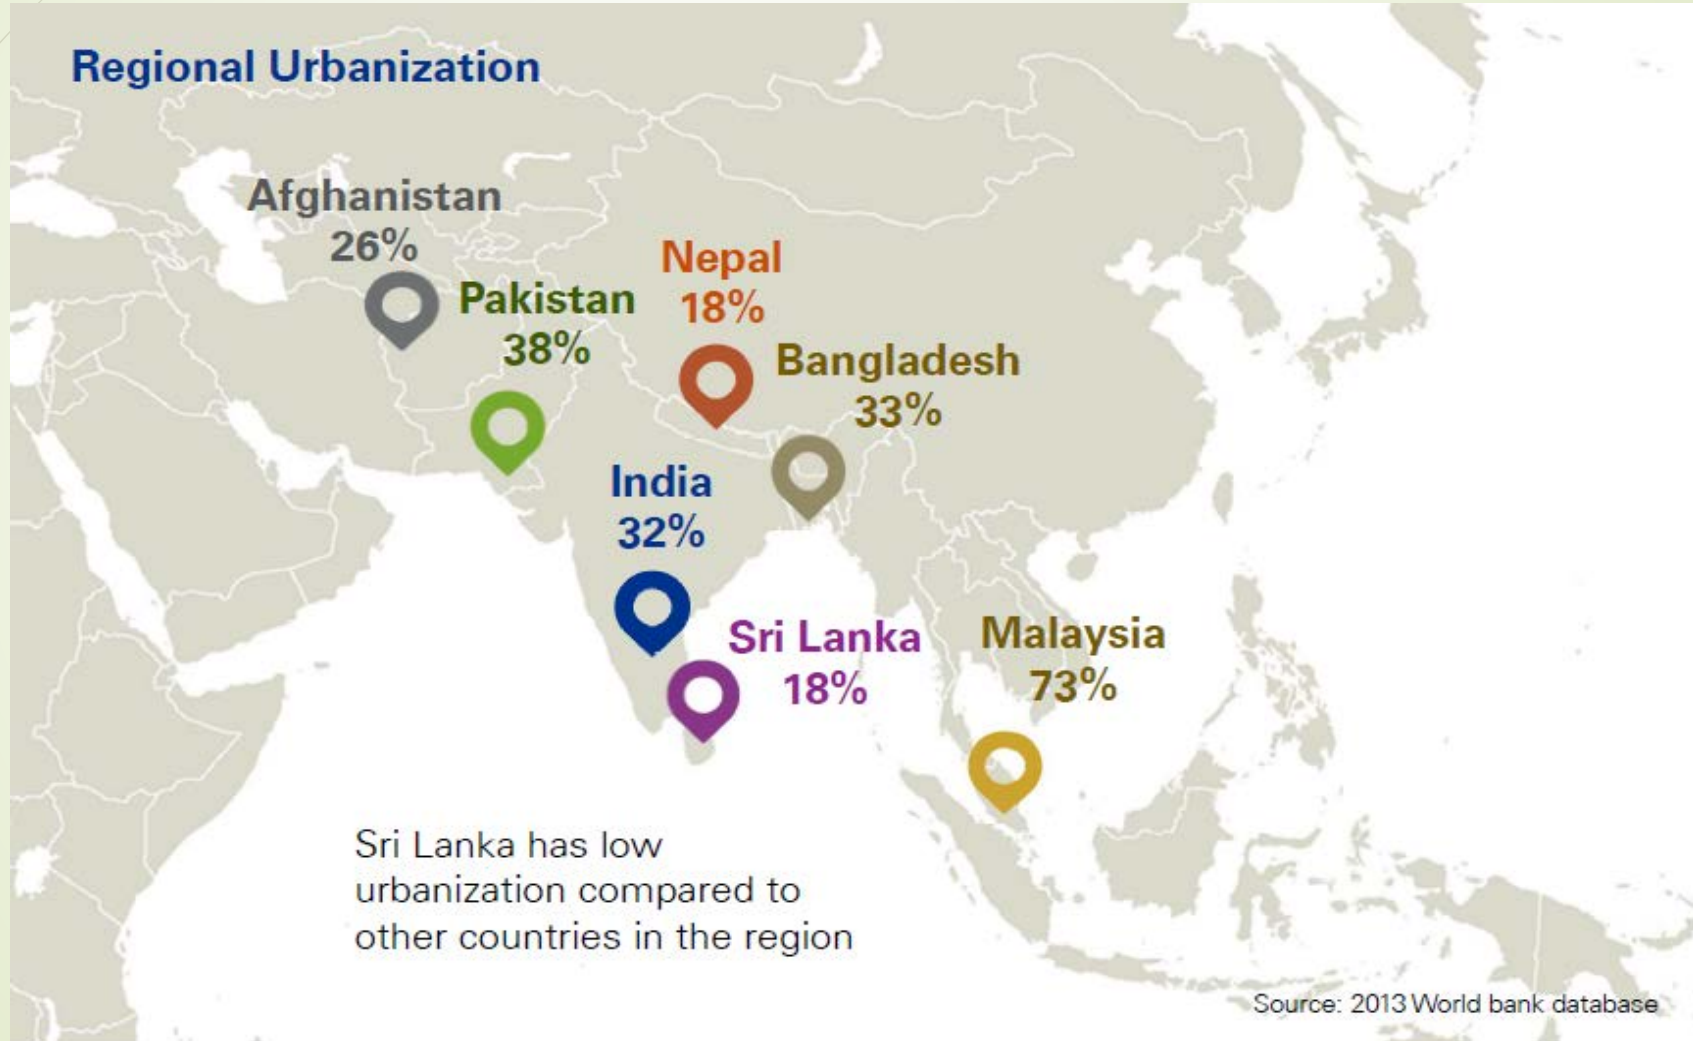 Regional Urbanization
Afghanistan
26%
Nepal
18%
Pakistan
38%
Bangladesh
33%
India
32%
Sri Lanka
18%
Malaysia
73%
Sri Lanka has low
urbanization compared to
other countries in the region
Source: 2013 World bank database